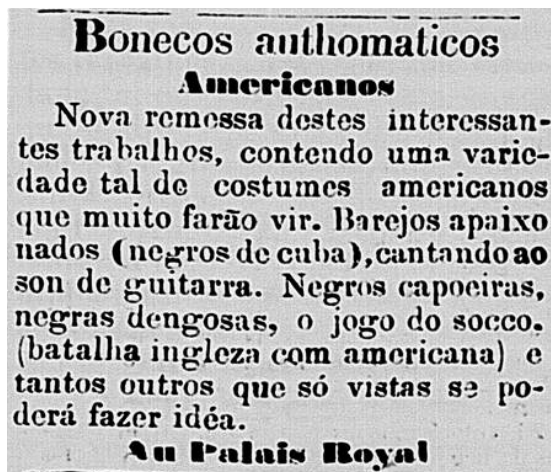 Bonecos authomaticos
Americanos
Nova remessa destes interessan-
tes trabalhos, contendo uma varie-
dade tal de costumes americanos
que muito farão vir. Barejos apaixo
nados (negros de cuba),cantando ao
son de guitarra. Negros capoeiras,
negras dengosas, o jogo do socco.
(batalha ingleza com americana) e
tantos outros que só vistas se po-
derá fazer idéa.
Au Palais Royal